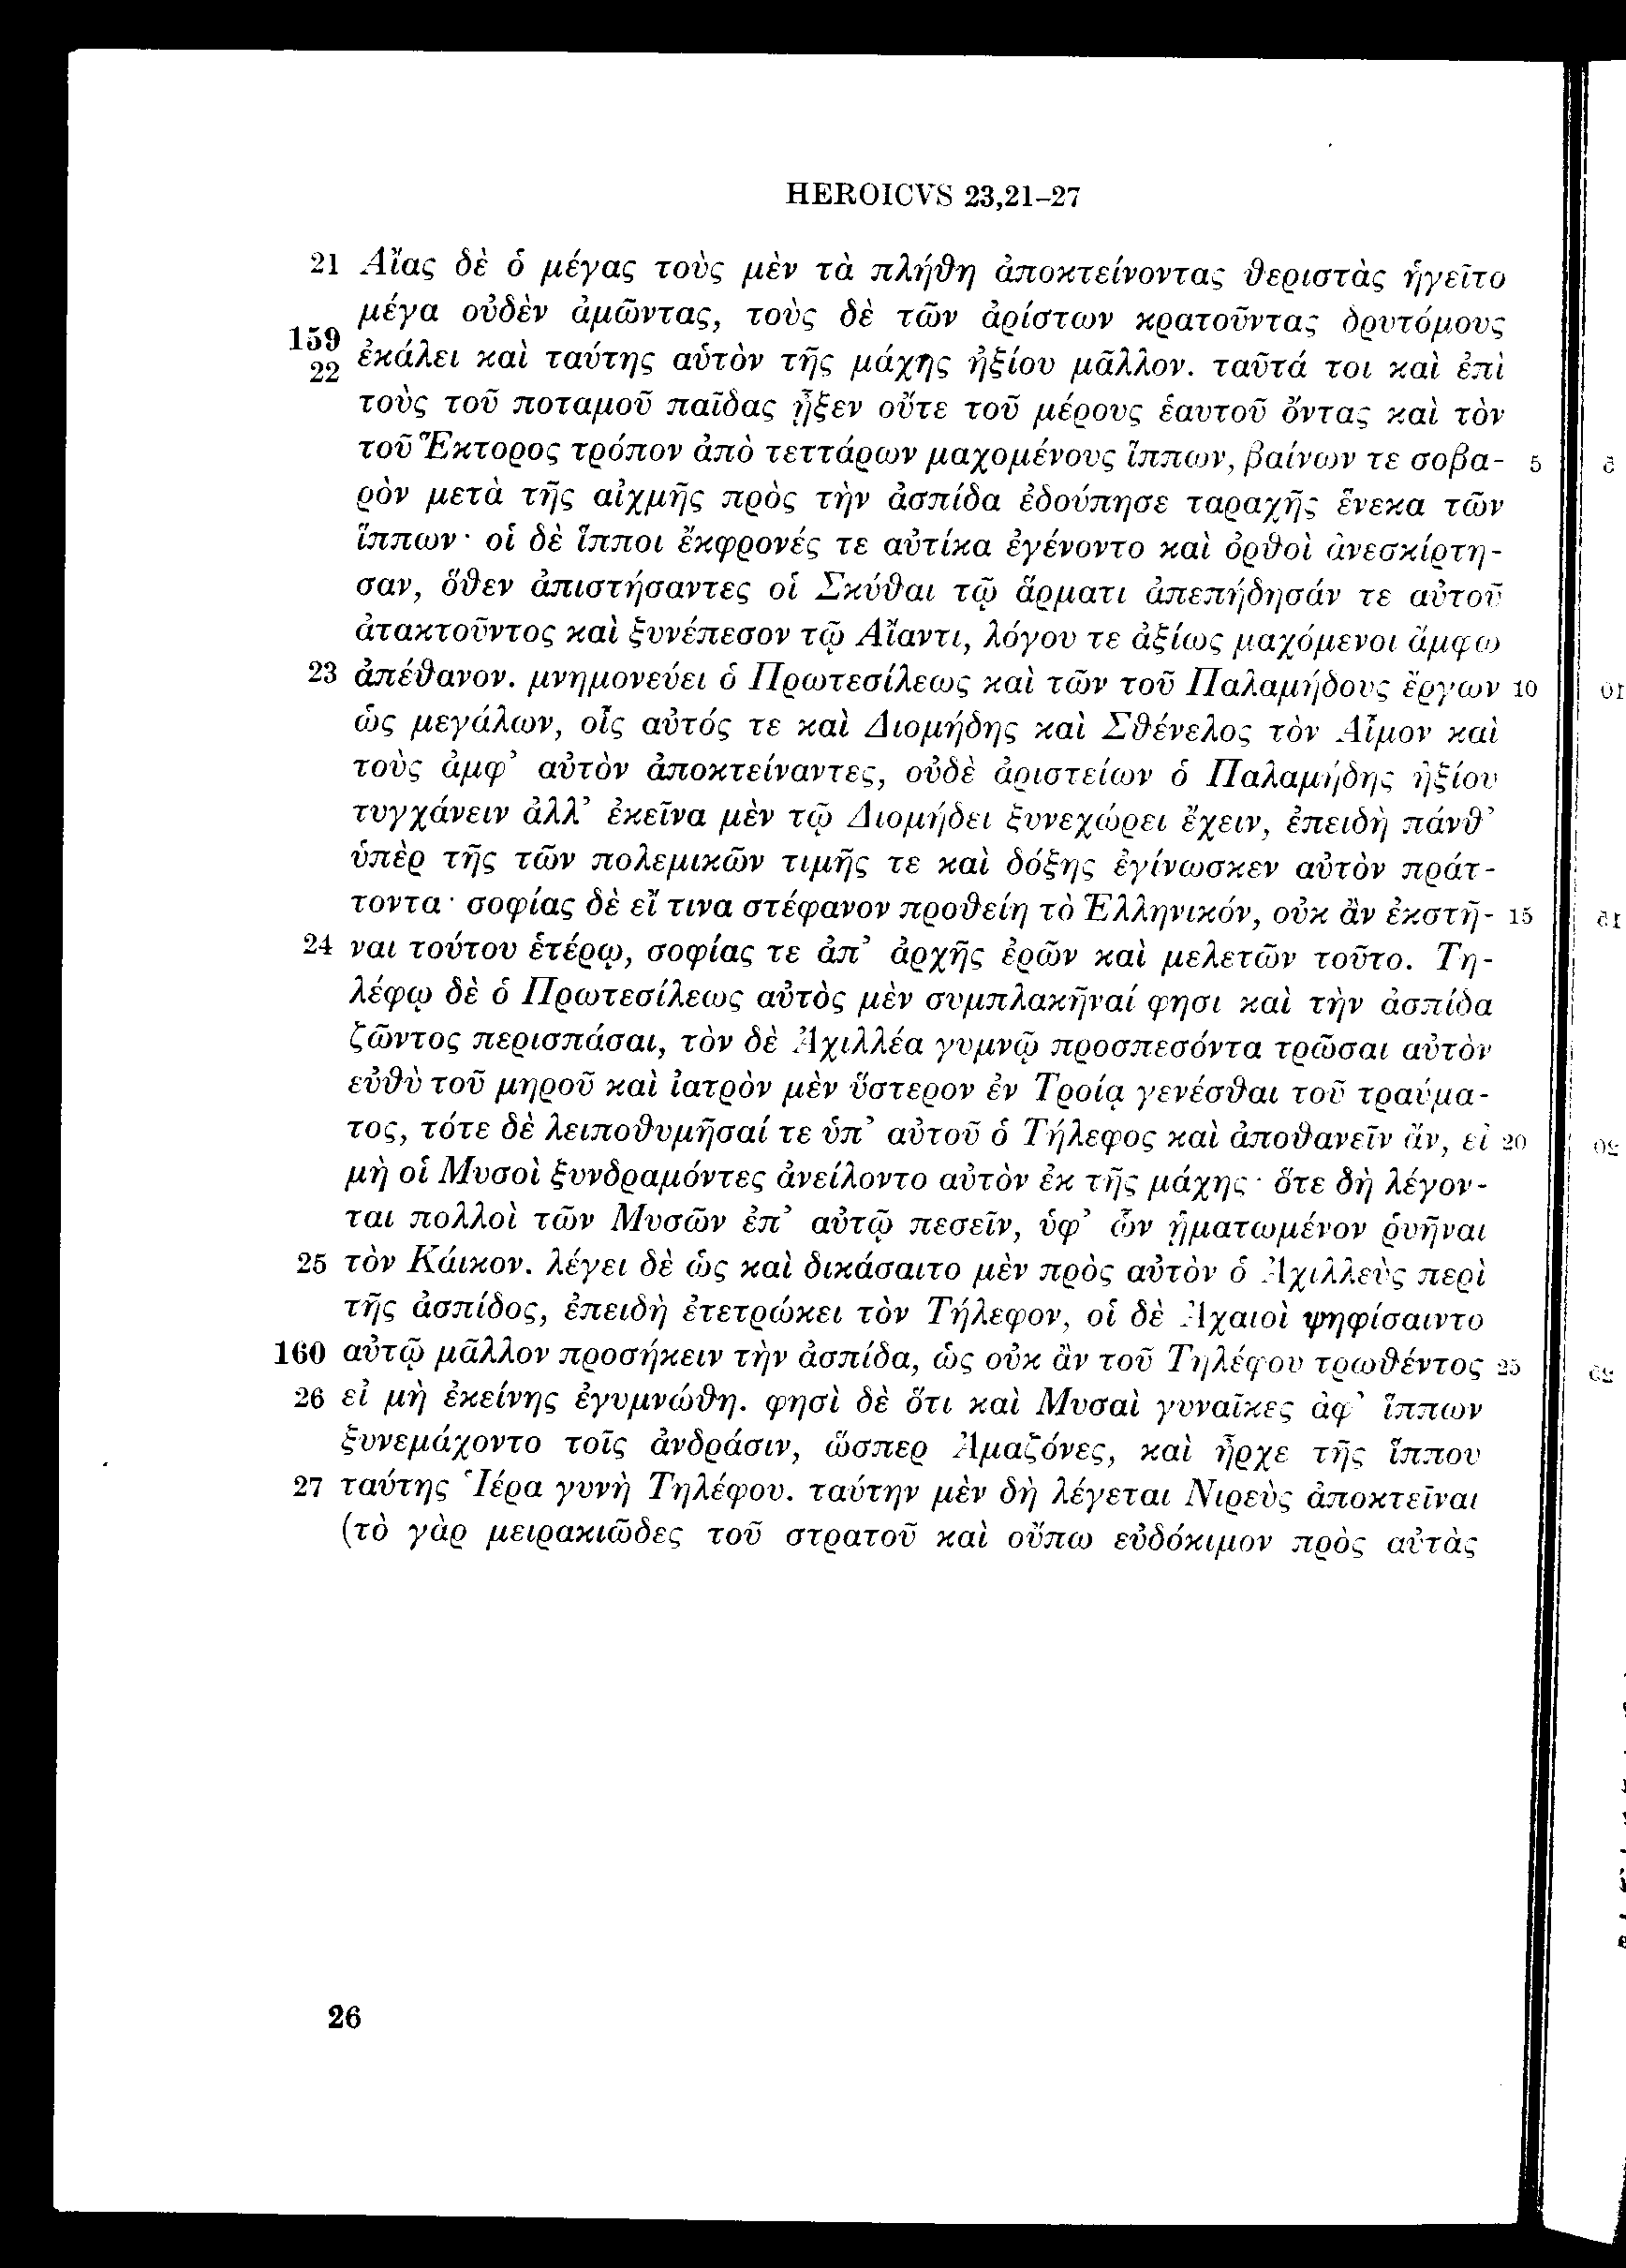 HEROICVS 23,21–27
21 Αἴας δὲ ὁ μέγας τοὺς μὲν τὰ πλήθη ἀποκτείνοντας θεριστὰς ἡγεῖτο
μέγα οὐδὲν ἀμῶντας, τοὺς δὲ τῶν ἀρίστων κρατοῦντας δρυτόμους
159 22 ἐκάλει καὶ ταύτης αὑτὸν τῆς μάχης ἠξίου μᾶλλον. ταῦτά τοι καὶ ἐπὶ
τοὺς τοῦ ποταμοῦ παῖδας ᾖξεν οὔτε τοῦ μέρους ἑαυτοῦ ὄντας καὶ τὸν
τοῦ Ἕκτορος τρόπον ἀπὸ τεττάρων μαχομένους ἵππων, βαίνων τε σοβα- 5
ρὸν μετὰ τῆς αἰχμῆς πρὸς τὴν ἀσπίδα ἐδούπησε ταραχῆς ἕνεκα τῶν
ἵππων· οἱ δὲ ἵπποι ἔκφρονές τε αὐτίκα ἐγένοντο καὶ ὀρθοὶ ἀνεσκίρτη-
σαν, ὅθεν ἀπιστήσαντες οἱ Σκύθαι τῷ ἅρματι ἀπεπήδησάν τε αὐτοῦ
ἀτακτοῦντος καὶ ξυνέπεσον τῷ Αἴαντι, λόγου τε ἀξίως μαχόμενοι ἄμφω
23 ἀπέθανον. μνημονεύει ὁ Πρωτεσίλεως καὶ τῶν τοῦ Παλαμήδους ἔργων 10
ὡς μεγάλων, οἷς αὐτός τε καὶ Διομήδης καὶ Σθένελος τὸν Αἷμον καὶ
τοὺς ἀμφ’ αὐτὸν ἀποκτείναντες, οὐδὲ ἀριστείων ὁ Παλαμήδης ἠξίου
τυγχάνειν ἀλλ’ ἐκεῖνα μὲν τῷ Διομήδει ξυνεχώρει ἔχειν, ἐπειδὴ πάνθ’
ὑπὲρ τῆς τῶν πολεμικῶν τιμῆς τε καὶ δόξης ἐγίνωσκεν αὐτὸν πράτ-
τοντα· σοφίας δὲ εἴ τινα στέφανον προθείη τὸ Ἑλληνικόν, οὐκ ἂν ἐκστῆ- 15
24 ναι τούτου ἑτέρῳ, σοφίας τε ἀπ’ ἀρχῆς ἐρῶν καὶ μελετῶν τοῦτο. Τη-
λέφῳ δὲ ὁ Πρωτεσίλεως αὐτὸς μὲν συμπλακῆναί φησι καὶ τὴν ἀσπίδα
ζῶντος περισπάσαι, τὸν δὲ Ἀχιλλέα γυμνῷ προσπεσόντα τρῶσαι αὐτὸν
εὐθὺ τοῦ μηροῦ καὶ ἰατρὸν μὲν ὕστερον ἐν Τροίᾳ γενέσθαι τοῦ τραύμα-
τος, τότε δὲ λειποθυμῆσαί τε ὑπ’ αὐτοῦ ὁ Τήλεφος καὶ ἀποθανεῖν ἄν, εἰ 20
μὴ οἱ Μυσοὶ ξυνδραμόντες ἀνείλοντο αὐτὸν ἐκ τῆς μάχης· ὅτε δὴ λέγον-
ται πολλοὶ τῶν Μυσῶν ἐπ’ αὐτῷ πεσεῖν, ὑφ’ ὧν ᾑματωμένον ῥυῆναι
25 τὸν Κάικον. λέγει δὲ ὡς καὶ δικάσαιτο μὲν πρὸς αὐτὸν ὁ Ἀχιλλεὺς περὶ
τῆς ἀσπίδος, ἐπειδὴ ἐτετρώκει τὸν Τήλεφον, οἱ δὲ Ἀχαιοὶ ψηφίσαιντο
160 αὐτῷ μᾶλλον προσήκειν τὴν ἀσπίδα, ὡς οὐκ ἂν τοῦ Τηλέφου τρωθέντος 25
26 εἰ μὴ ἐκείνης ἐγυμνώθη. φησὶ δὲ ὅτι καὶ Μυσαὶ γυναῖκες ἀφ’ ἵππων
ξυνεμάχοντο τοῖς ἀνδράσιν, ὥσπερ Ἀμαζόνες, καὶ ἦρχε τῆς ἵππου
27 ταύτης Ἱέρα γυνὴ Τηλέφου. ταύτην μὲν δὴ λέγεται Νιρεὺς ἀποκτεῖναι
(τὸ γὰρ μειρακιῶδες τοῦ στρατοῦ καὶ οὔπω εὐδόκιμον πρὸς αὐτὰς
26